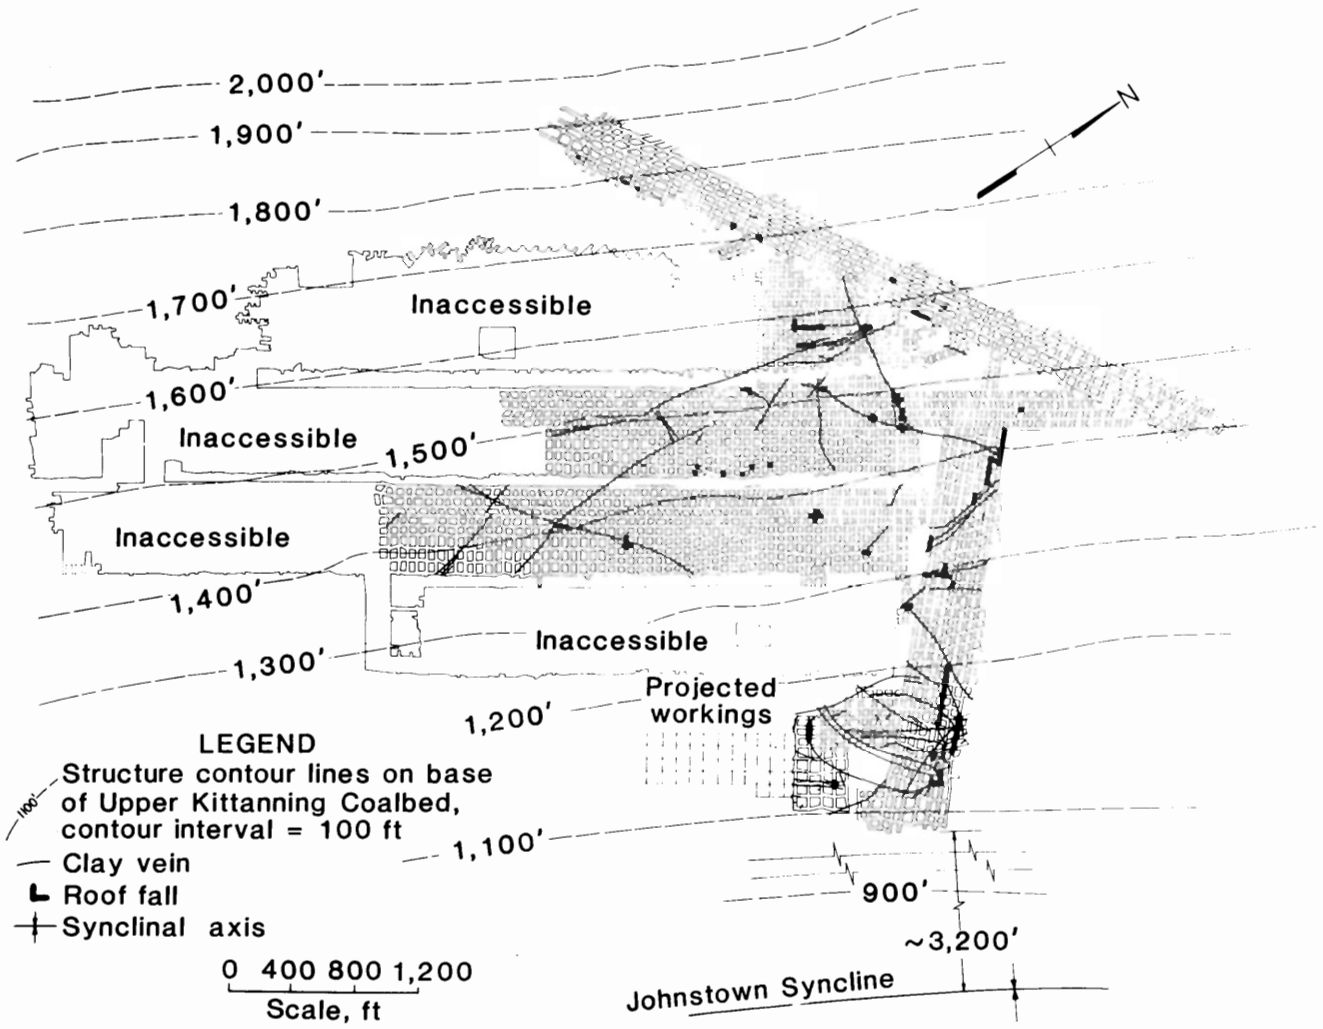 2,000'
1,900'
N
1,800'
1,700'
Inaccessible
1,600'
Inaccessible
1,500'
Inaccessible
1,400'
Inaccessible
1,300'
Projected
workings
1,200'
LEGEND
1100'
Structure contour lines on base
of Upper Kittanning Coalbed,
contour interval = 100 ft
1,100'
Clay vein
Roof fall
900'
Synclinal axis
~3,200'
0 400 800 1,200
Scale, ft
Johnstown Syncline